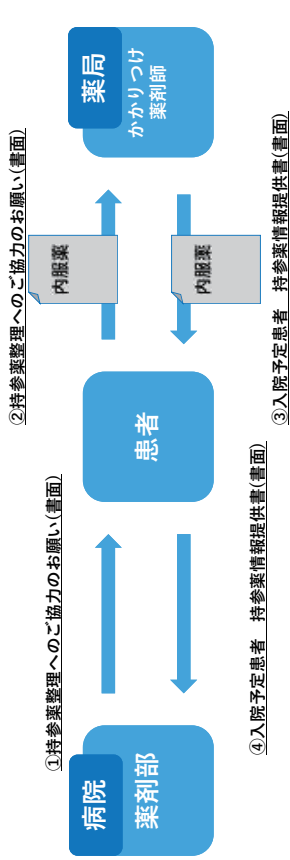 ①持参薬整理へのご協力のお願い(書面)
②持参薬整理へのご協力のお願い(書面)
病院
薬剤部
患者
内服薬
内服薬
薬局
かかりつけ
薬剤師
④入院予定患者　持参薬情報提供書(書面)
③入院予定患者　持参薬情報提供書(書面)